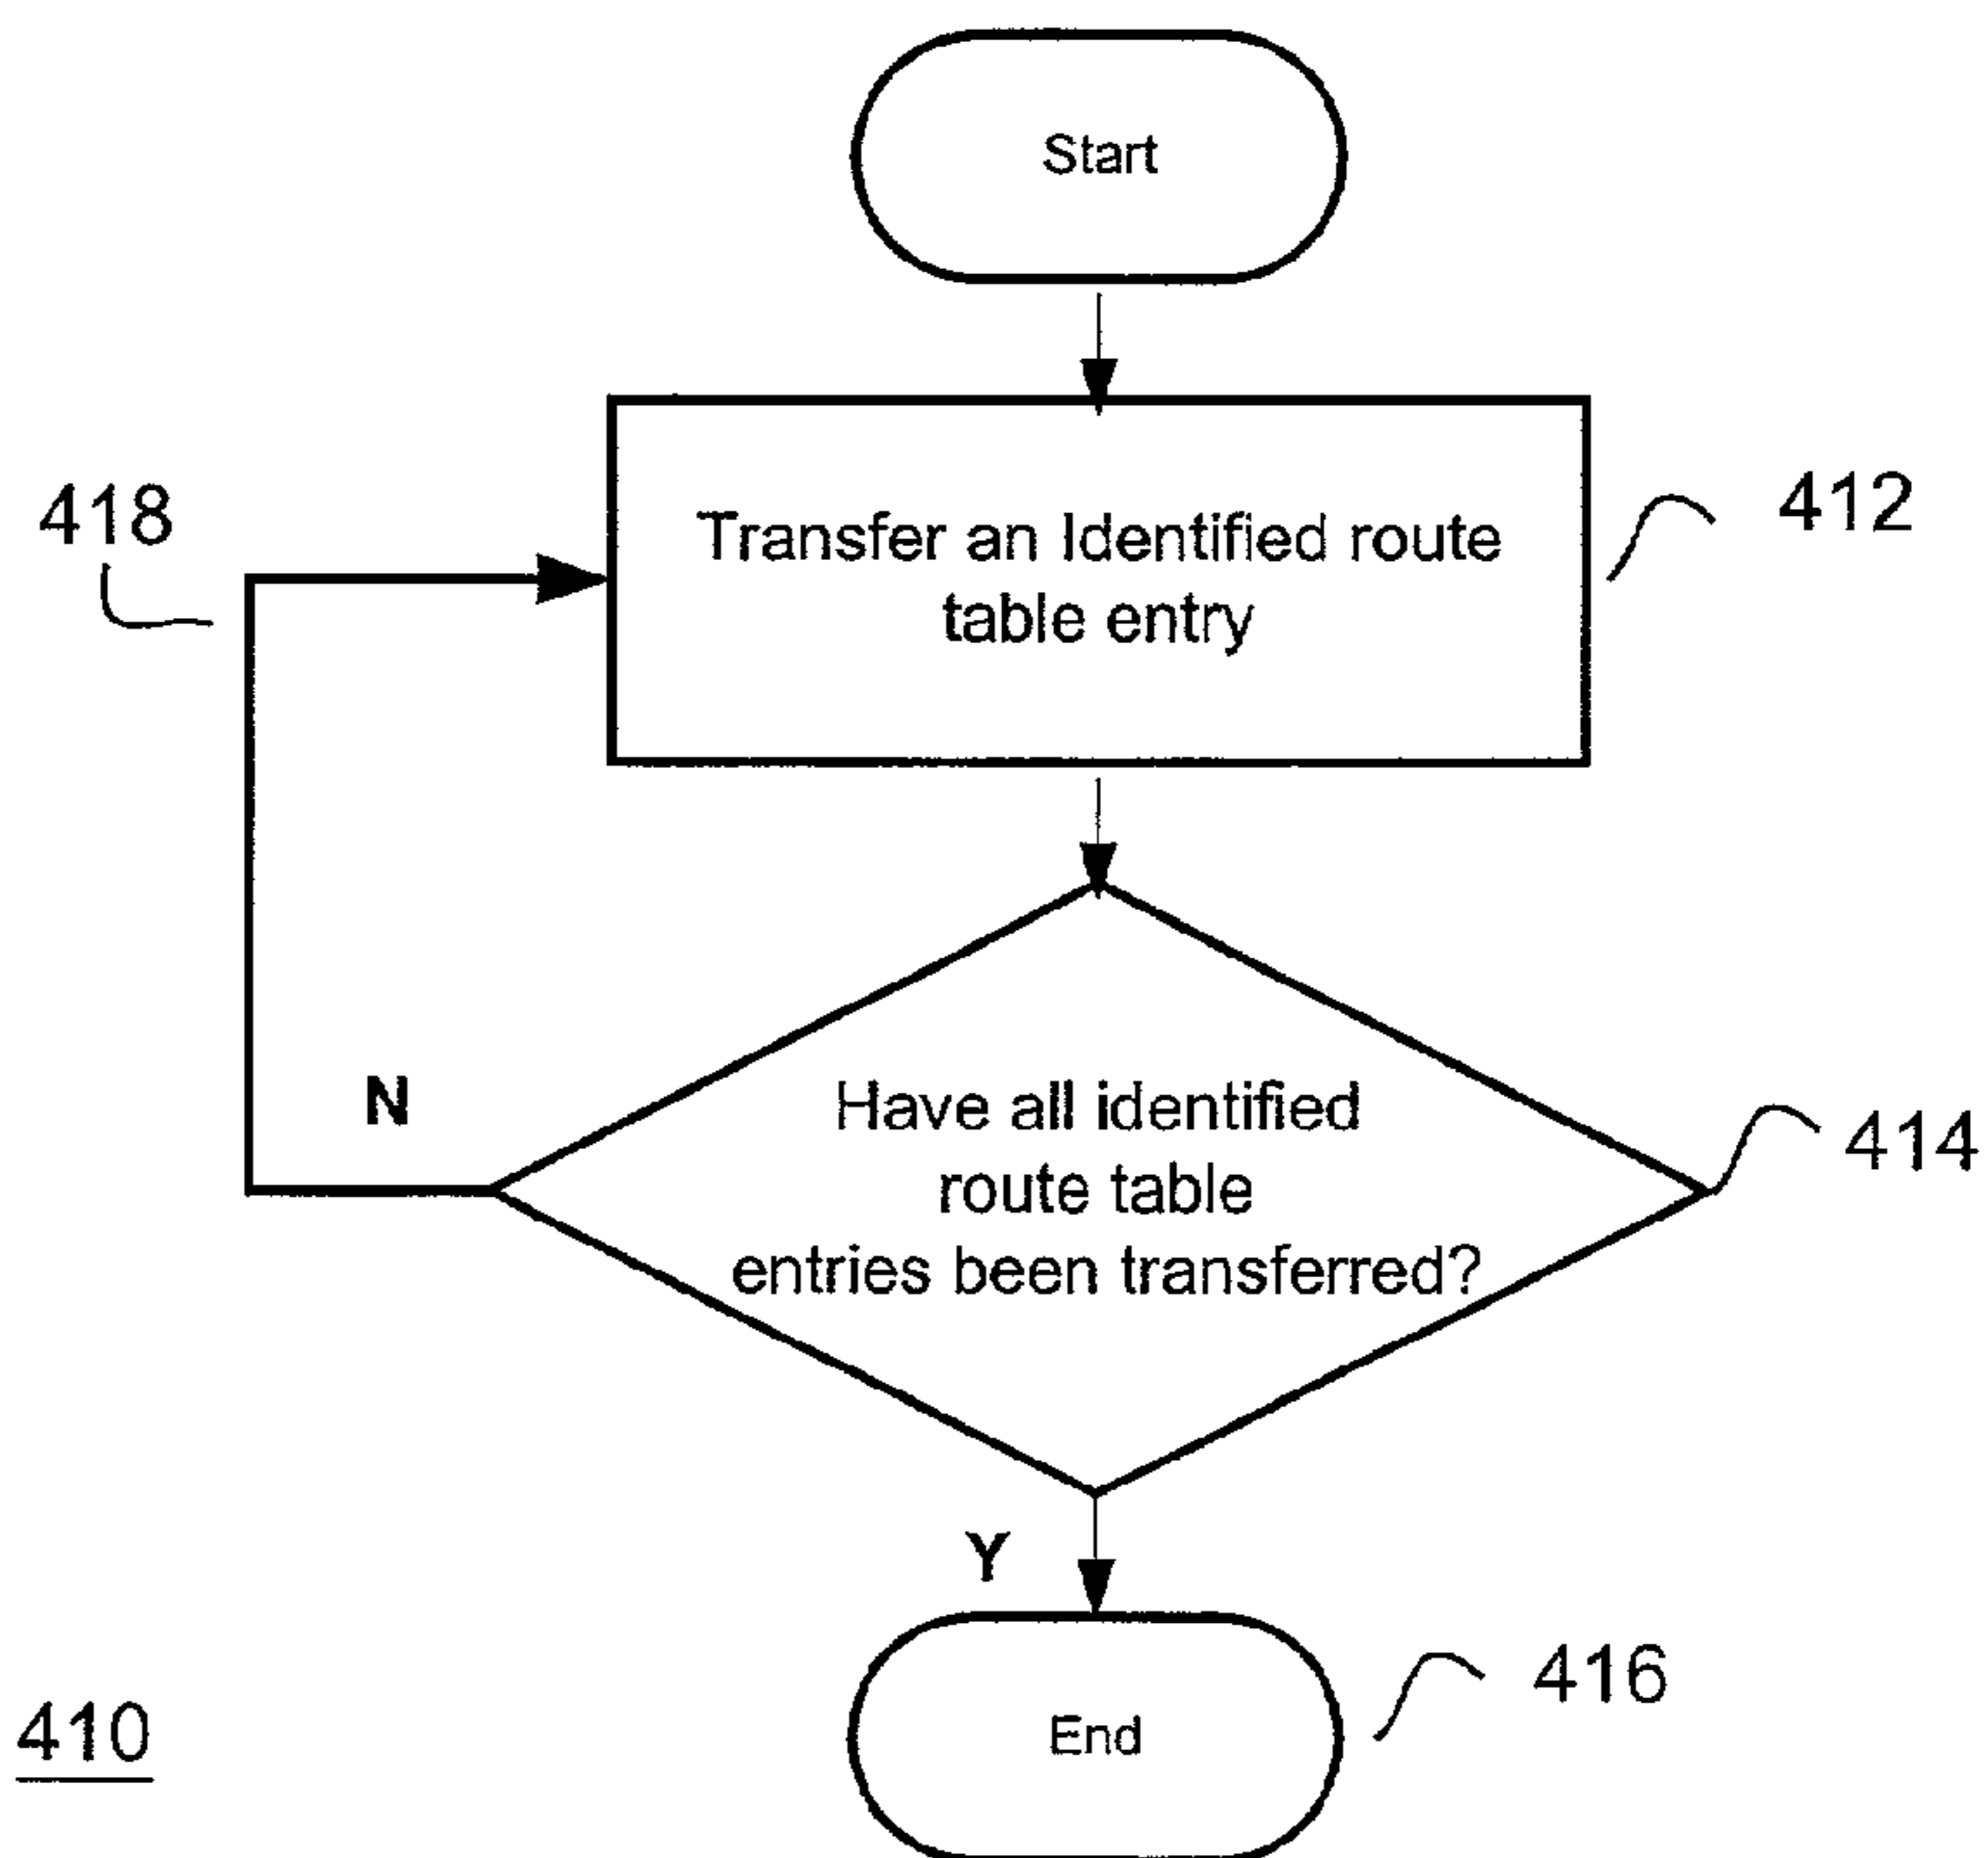 Start
418
412
Transfer an Identified route
table entry
N
Have all identified
route table
entries been transferred?
414
Y
416
End
410